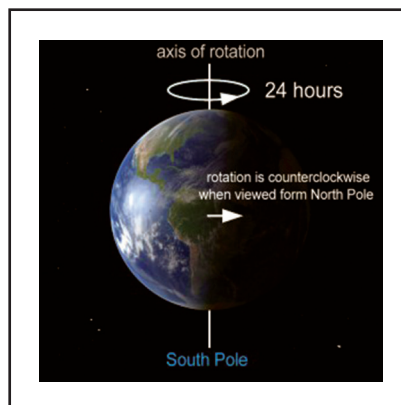 axis of rotation
24 hours
rotation is counterclockwise
when viewed form North Pole
South Pole